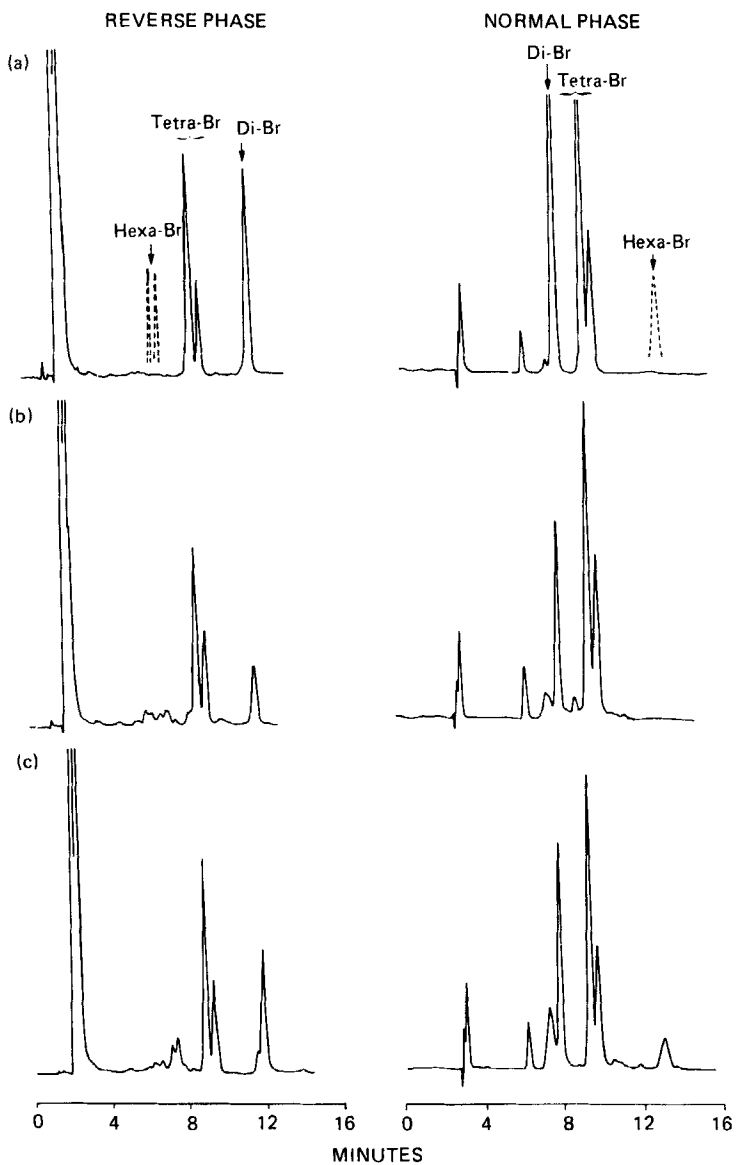 REVERSE PHASE
NORMAL PHASE
(a)
Tetra-Br
Di-Br
Hexa-Br
Di-Br
Tetra-Br
Hexa-Br
(b)
(c)
0 4 8 12 16
0 4 8 12 16
MINUTES